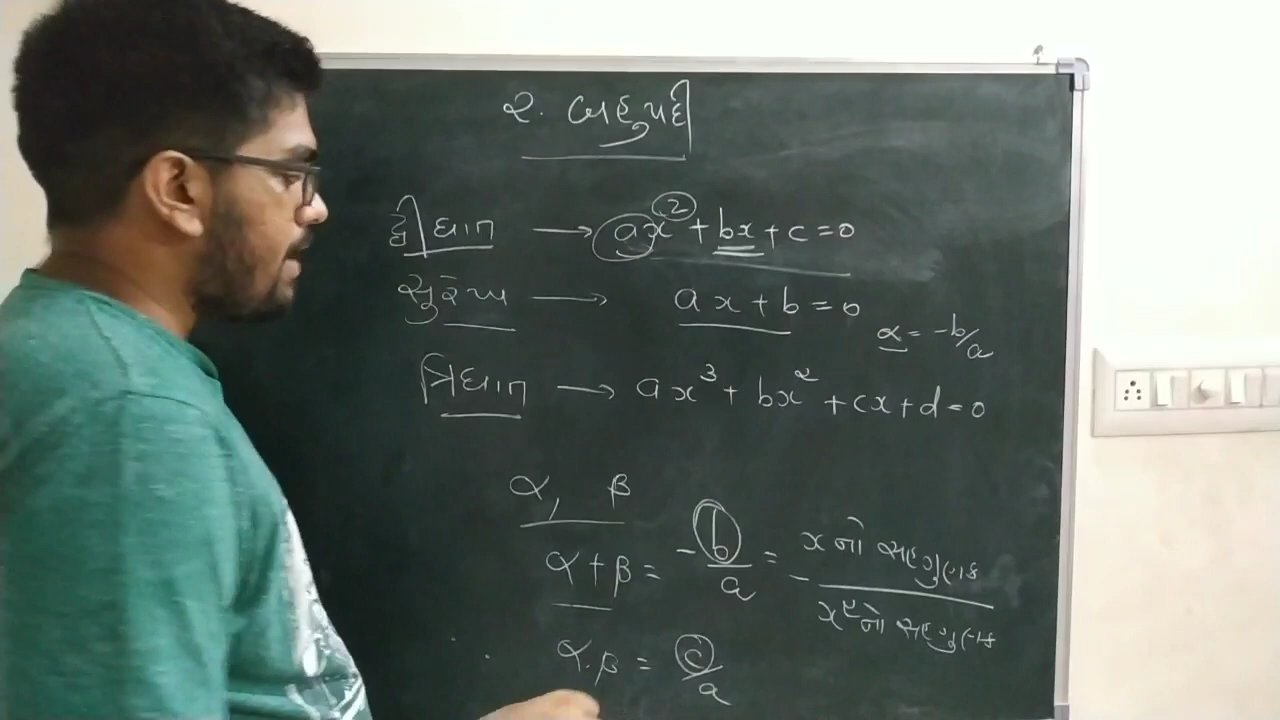 ૨. બહુપદી
દ્વીઘાત → ax² + bx + c = 0
સુરેખ → ax + b = 0
α = -b/a
ત્રિઘાત → ax³ + bx² + cx + d = 0
α, β
α + β = -b/a = - x નો સહગુણક / x² નો સહગુણક
α.β = c/a